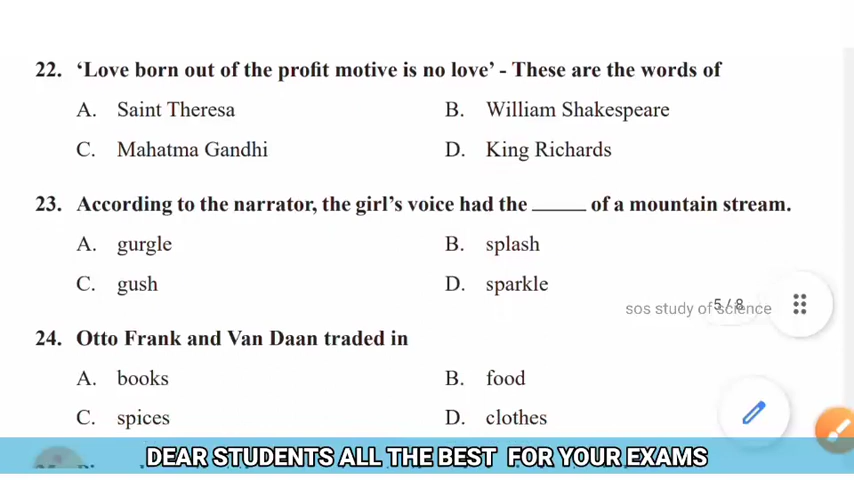 22. ‘Love born out of the profit motive is no love’ - These are the words of
A. Saint Theresa B. William Shakespeare
C. Mahatma Gandhi D. King Richards
23. According to the narrator, the girl’s voice had the _____ of a mountain stream.
A. gurgle B. splash
C. gush D. sparkle
sos study of science 5 / 8
24. Otto Frank and Van Daan traded in
A. books B. food
C. spices D. clothes
DEAR STUDENTS ALL THE BEST FOR YOUR EXAMS